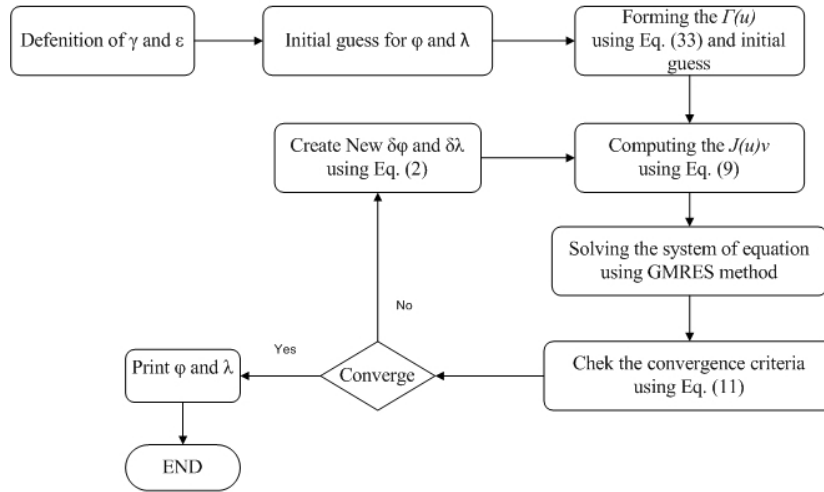 Defenition of γ and ε
Initial guess for φ and λ
Forming the Γ(u)
using Eq. (33) and initial
guess
Create New δφ and δλ
using Eq. (2)
Computing the J(u)v
using Eq. (9)
Solving the system of equation
using GMRES method
No
Yes
Print φ and λ
Converge
Chek the convergence criteria
using Eq. (11)
END